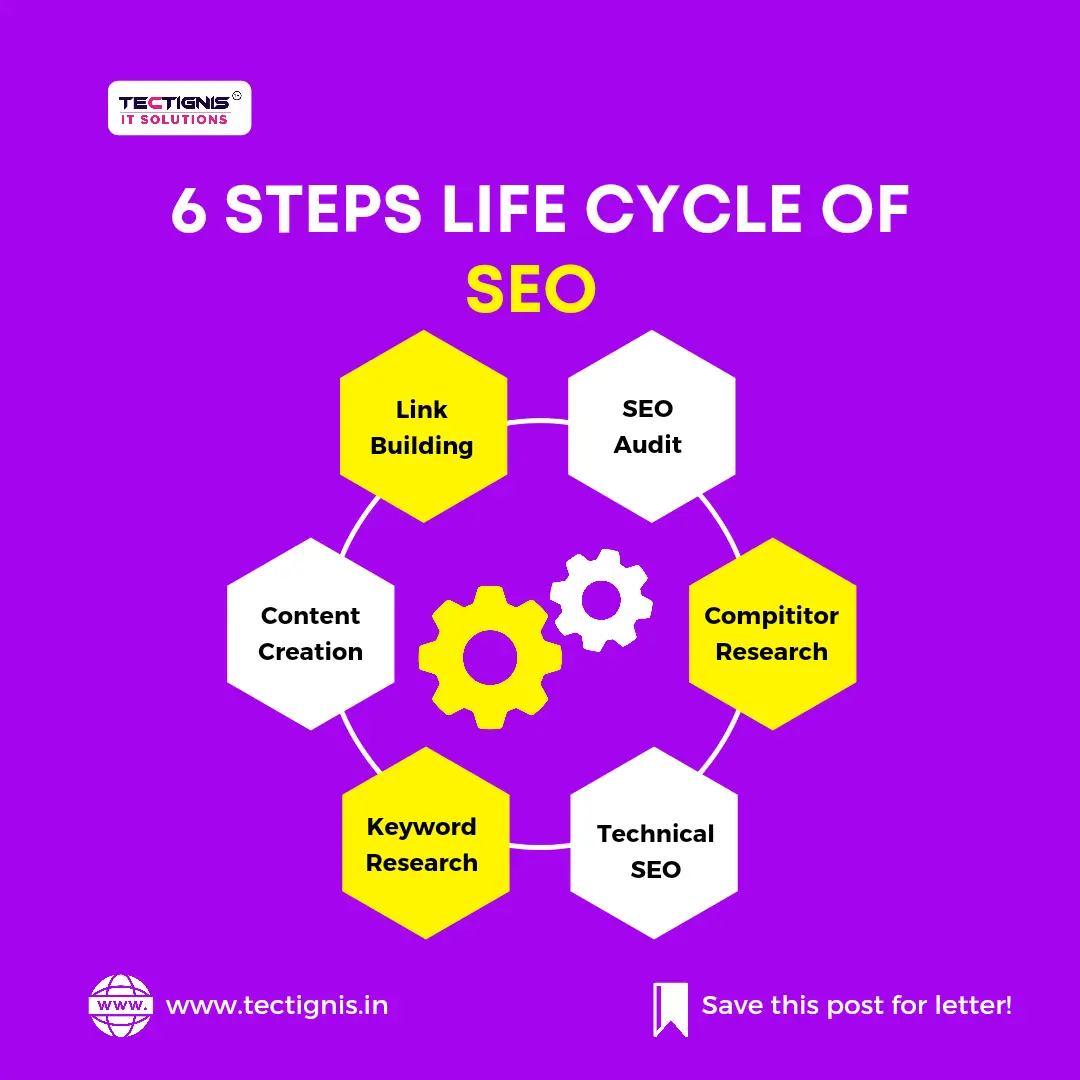 TECTIGNIS
IT SOLUTIONS
6 STEPS LIFE CYCLE OF
SEO
Link
Building
SEO
Audit
Content
Creation
Compititor
Research
Keyword
Research
Technical
SEO
www.
www.tectignis.in
Save this post for letter!